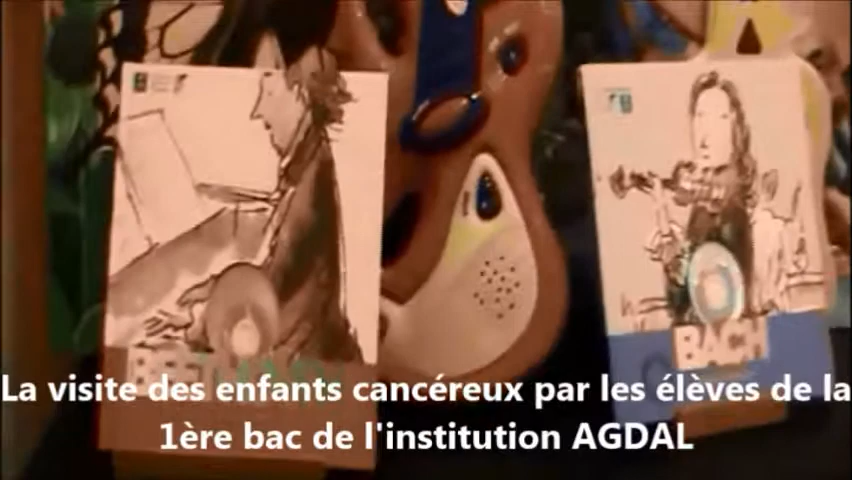 BACH
La visite des enfants cancéreux par les élèves de la
1ère bac de l'institution AGDAL